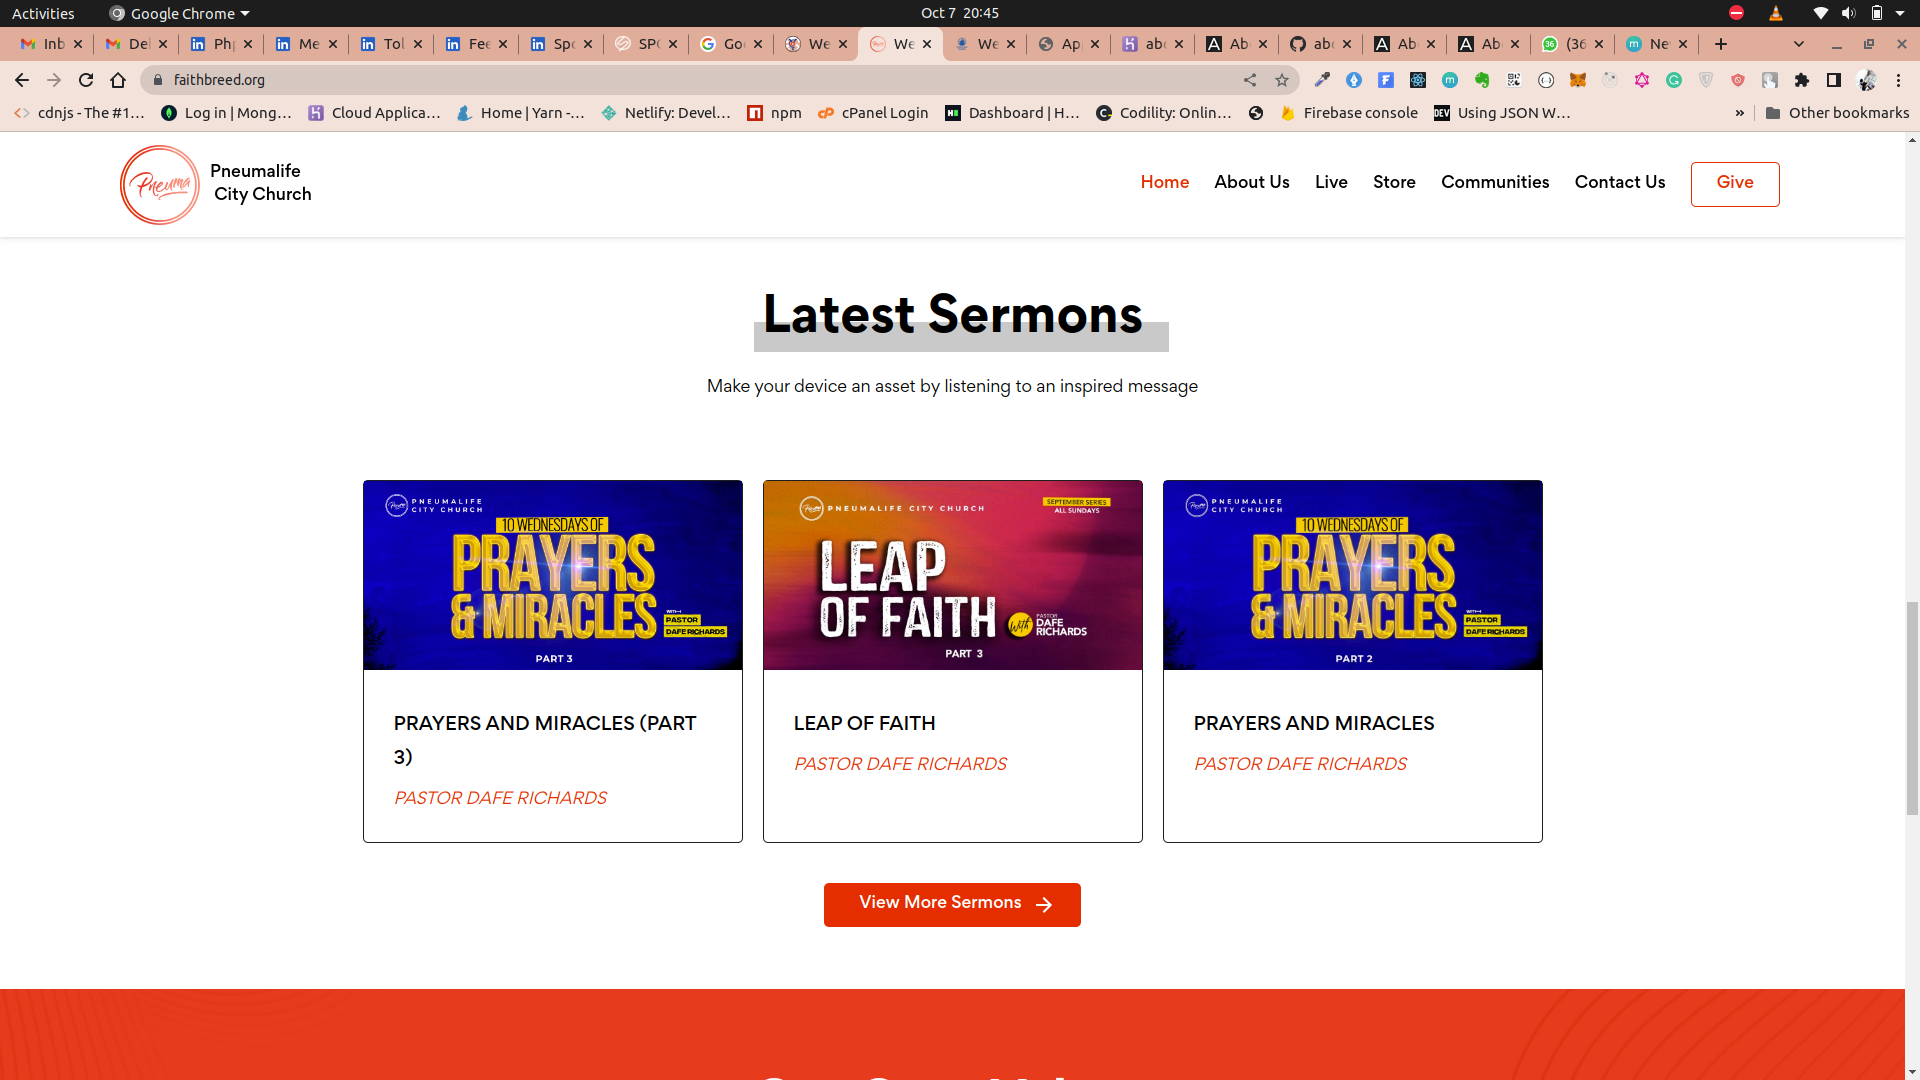 Activities Google Chrome Oct 7 20:45
Inb Del Ph Me Tol Fee Spo SPO Goo We We We Ap abc Ab abc Ab Ab (36 Ne
faithbreed.org
cdnjs - The #1... Log in | Mong... Cloud Applica... Home | Yarn -... Netlify: Devel... npm cPanel Login Dashboard | H... Codility: Onlin... Firebase console Using JSON W... » Other bookmarks
Pneuma
Pneumalife
City Church
Home About Us Live Store Communities Contact Us Give
Latest Sermons
Make your device an asset by listening to an inspired message
PNEUMALIFE
CITY CHURCH
10 WEDNESDAYS OF
PRAYERS
& MIRACLES
WITH
PASTOR
DAFE RICHARDS
PART 3
PRAYERS AND MIRACLES (PART
3)
PASTOR DAFE RICHARDS
PNEUMALIFE CITY CHURCH
SEPTEMBER SERIES
ALL SUNDAYS
LEAP
OF FAITH
With
PASTOR
DAFE
RICHARDS
PART 3
LEAP OF FAITH
PASTOR DAFE RICHARDS
PNEUMALIFE
CITY CHURCH
10 WEDNESDAYS OF
PRAYERS
& MIRACLES
WITH
PASTOR
DAFE RICHARDS
PART 2
PRAYERS AND MIRACLES
PASTOR DAFE RICHARDS
View More Sermons